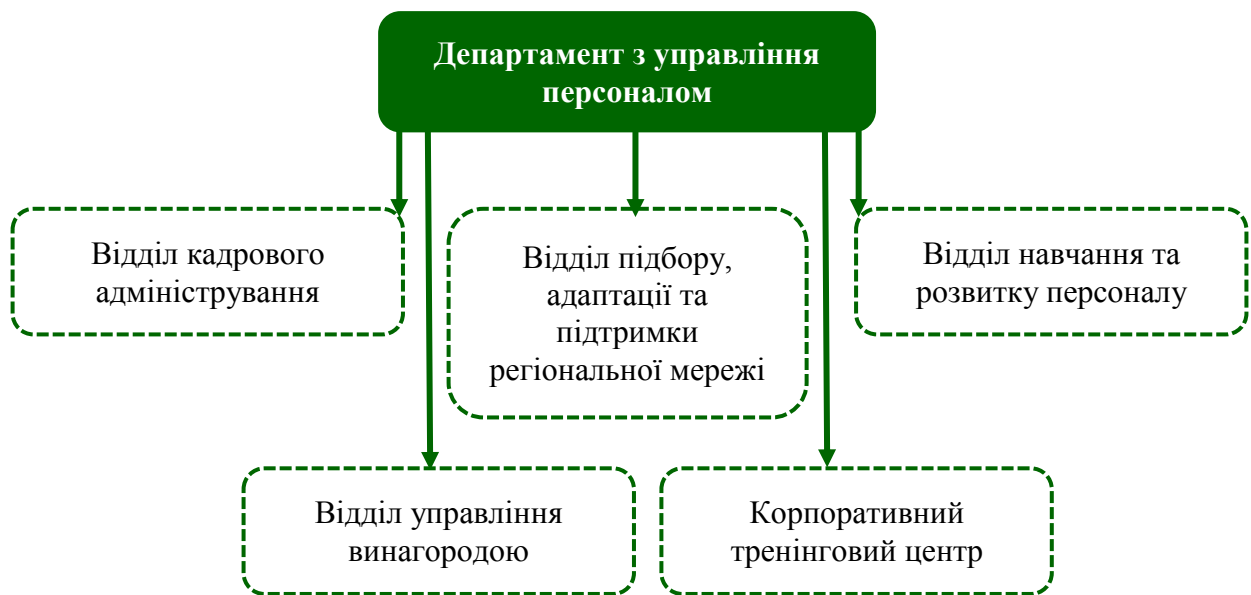 Департамент з управління
персоналом
Відділ кадрового
адміністрування
Відділ підбору,
адаптації та
підтримки
регіональної мережі
Відділ навчання та
розвитку персоналу
Відділ управління
винагородою
Корпоративний
тренінговий центр